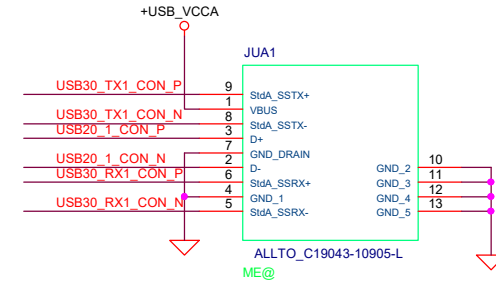 +USB_VCCA
JUA1
USB30_TX1_CON_P 9 StdA_SSTX+
1 VBUS
USB30_TX1_CON_N 8 StdA_SSTX-
USB20_1_CON_P 3 D+
7 GND_DRAIN
USB20_1_CON_N 2 D- GND_2 10
USB30_RX1_CON_P 6 StdA_SSRX+ GND_3 11
4 GND_1 GND_4 12
USB30_RX1_CON_N 5 StdA_SSRX- GND_5 13
ALLTO_C19043-10905-L
ME@